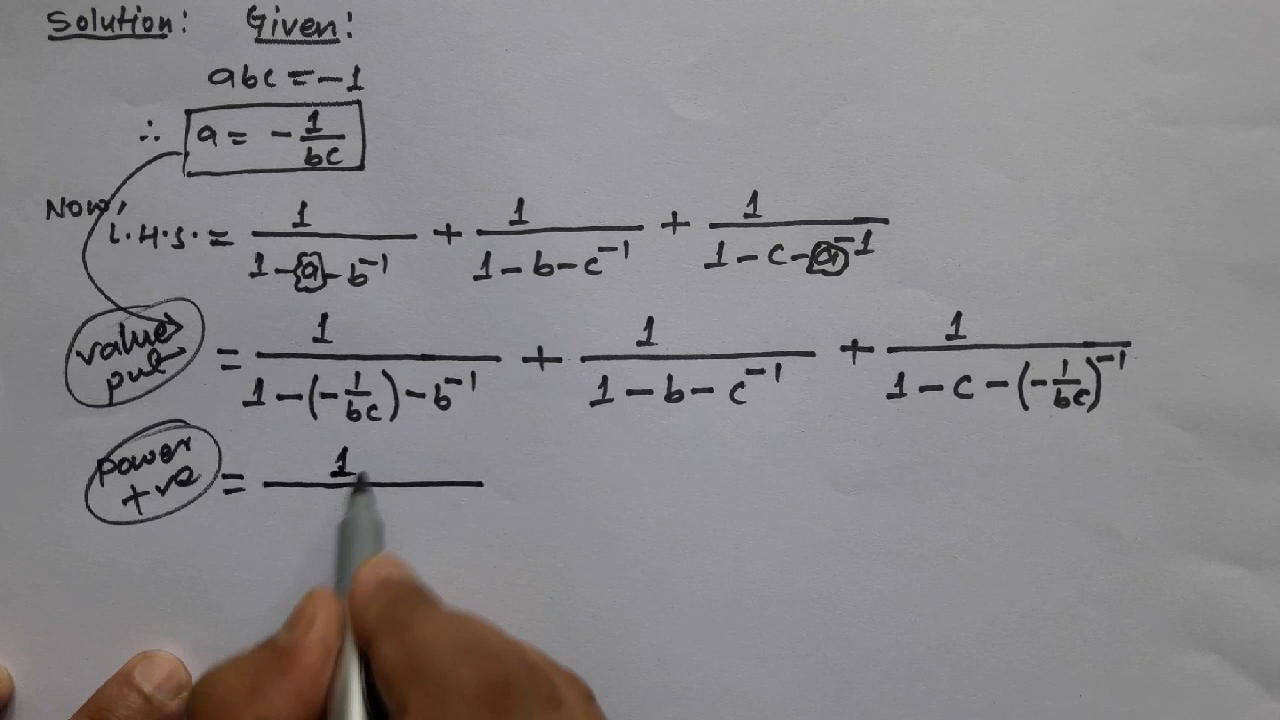 Solution: Given:
abc = -1
∴ a = - 1/bc
Now,
L.H.S. = 1/(1 - a - b⁻¹) + 1/(1 - b - c⁻¹) + 1/(1 - c - a⁻¹)
value put = 1/(1 - (-1/bc) - b⁻¹) + 1/(1 - b - c⁻¹) + 1/(1 - c - (-1/bc)⁻¹)
power +ve = 1